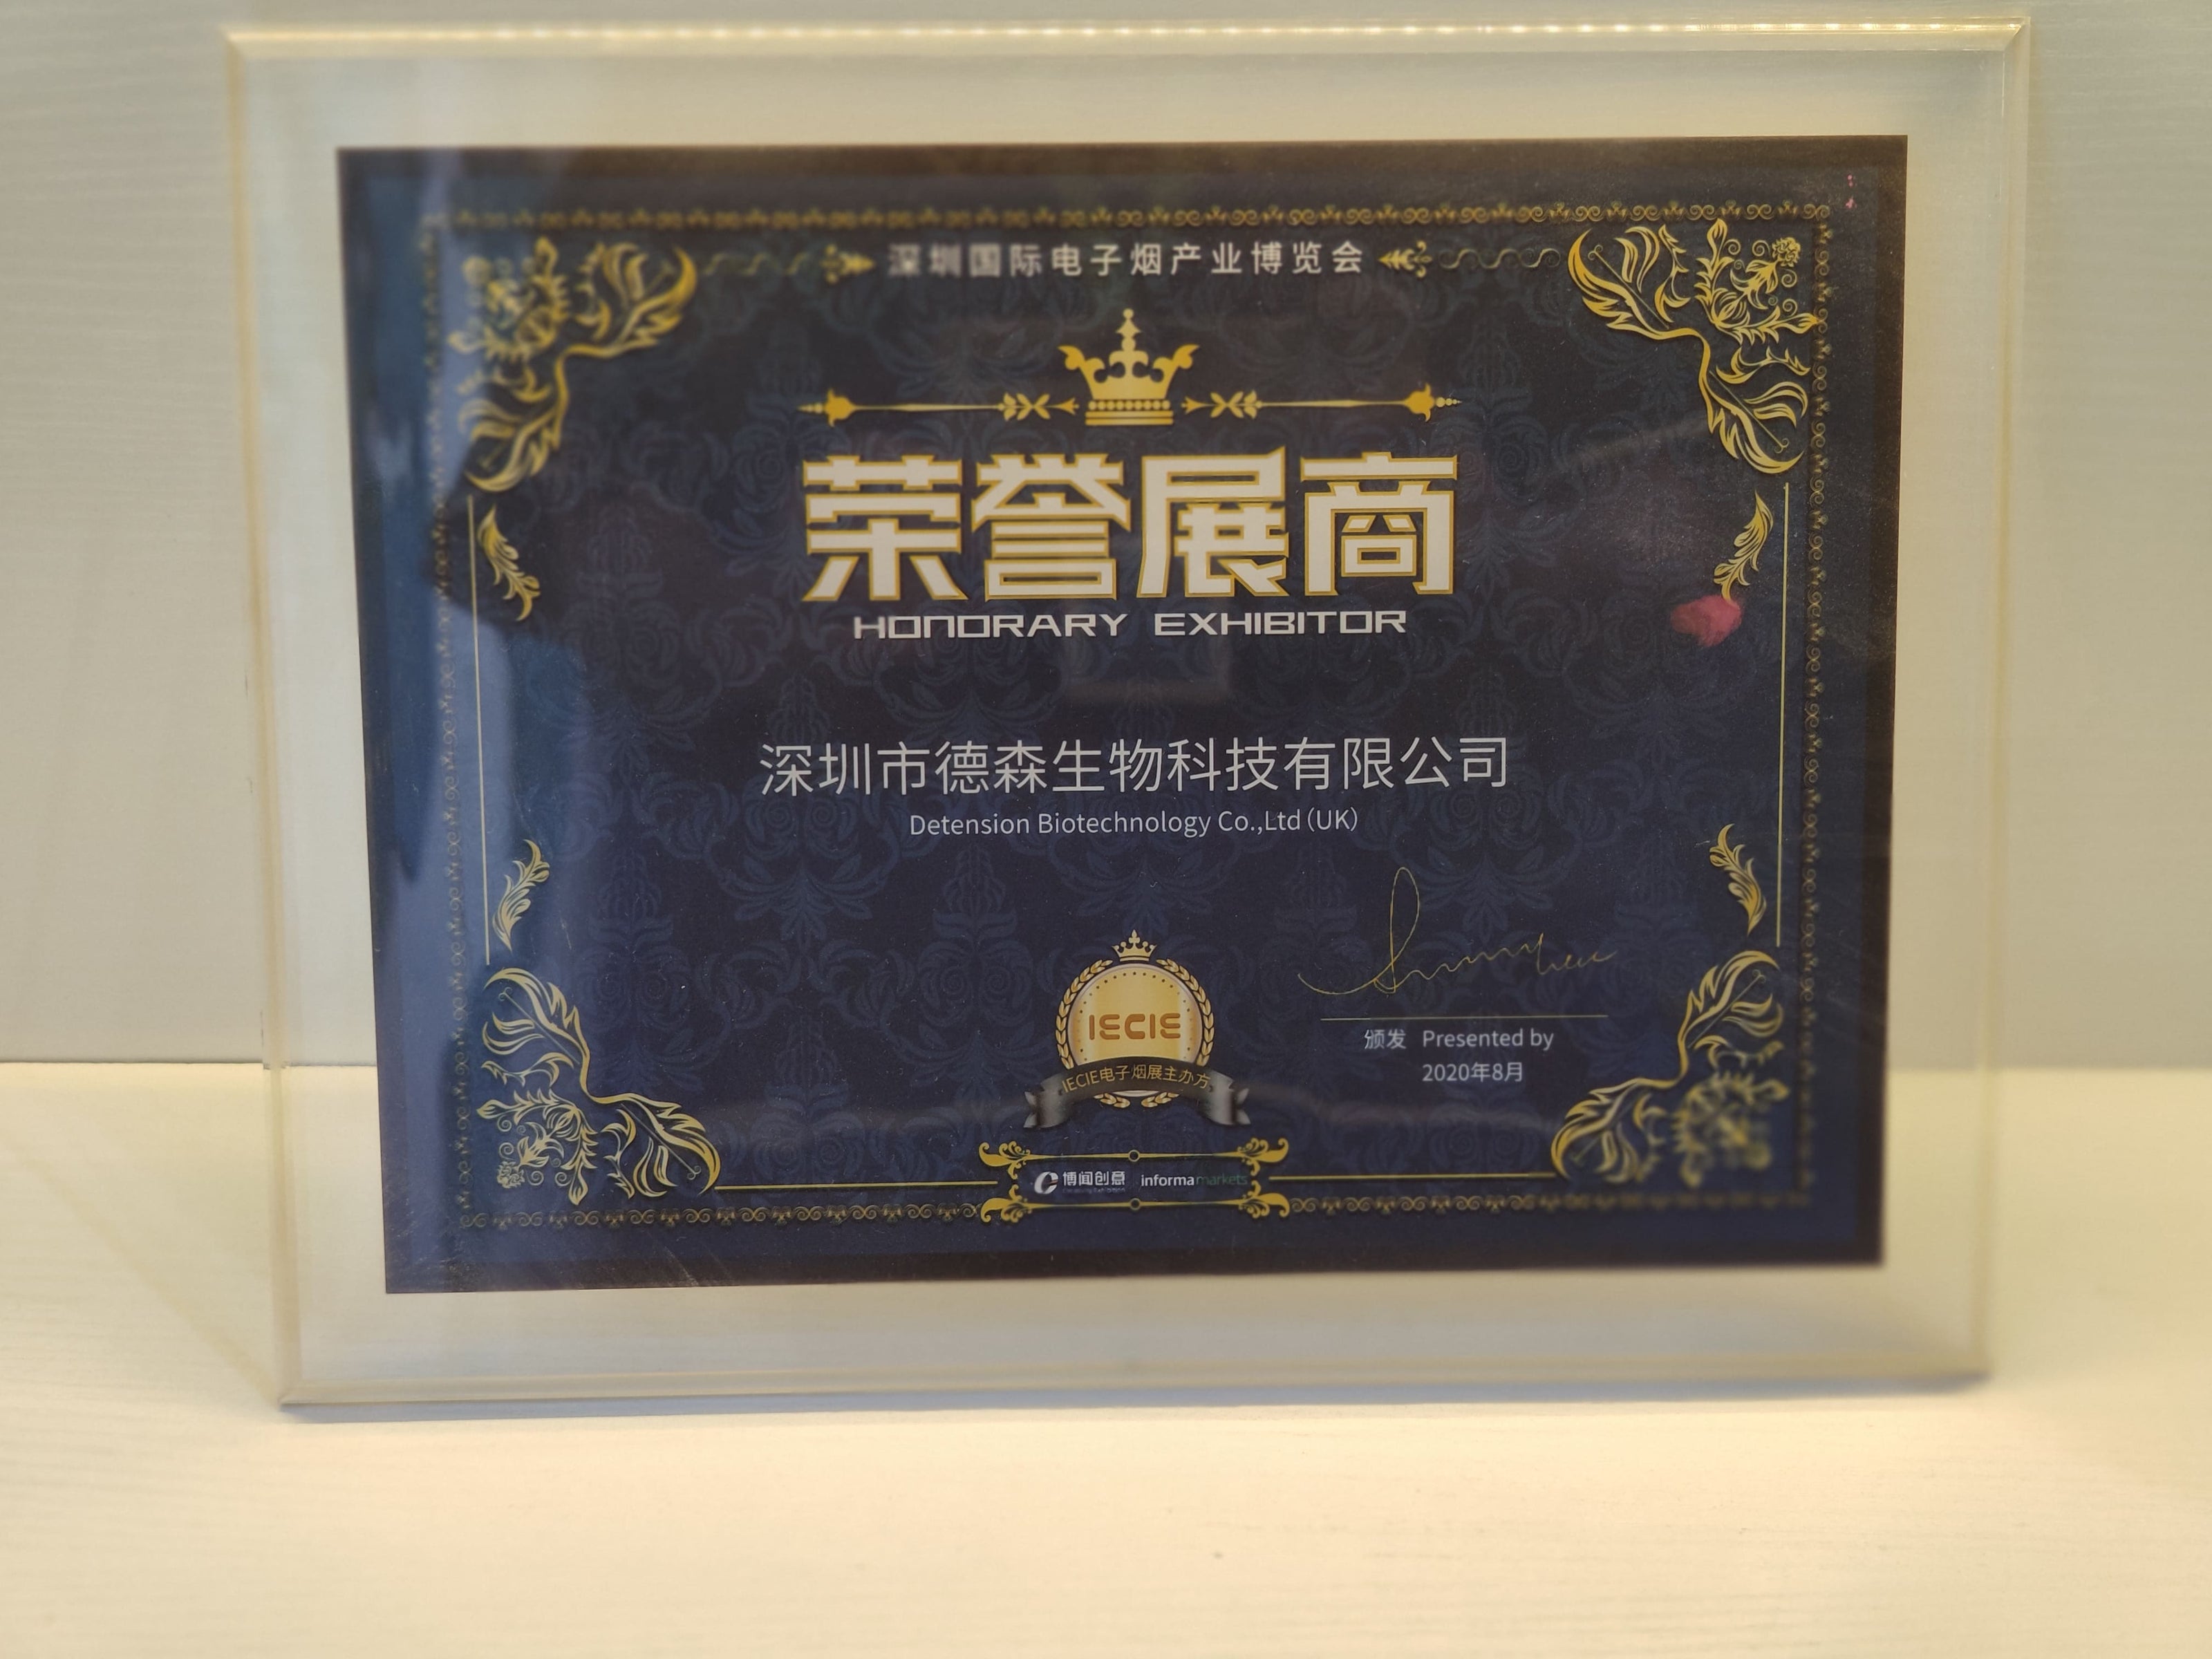 深圳国际电子烟产业博览会
荣誉展商
HONORARY EXHIBITOR
深圳市德森生物科技有限公司
Detension Biotechnology Co.,Ltd (UK)
IECIE
IECIE电子烟展主办方
颁发 Presented by
2020年8月
博闻创意 informa markets